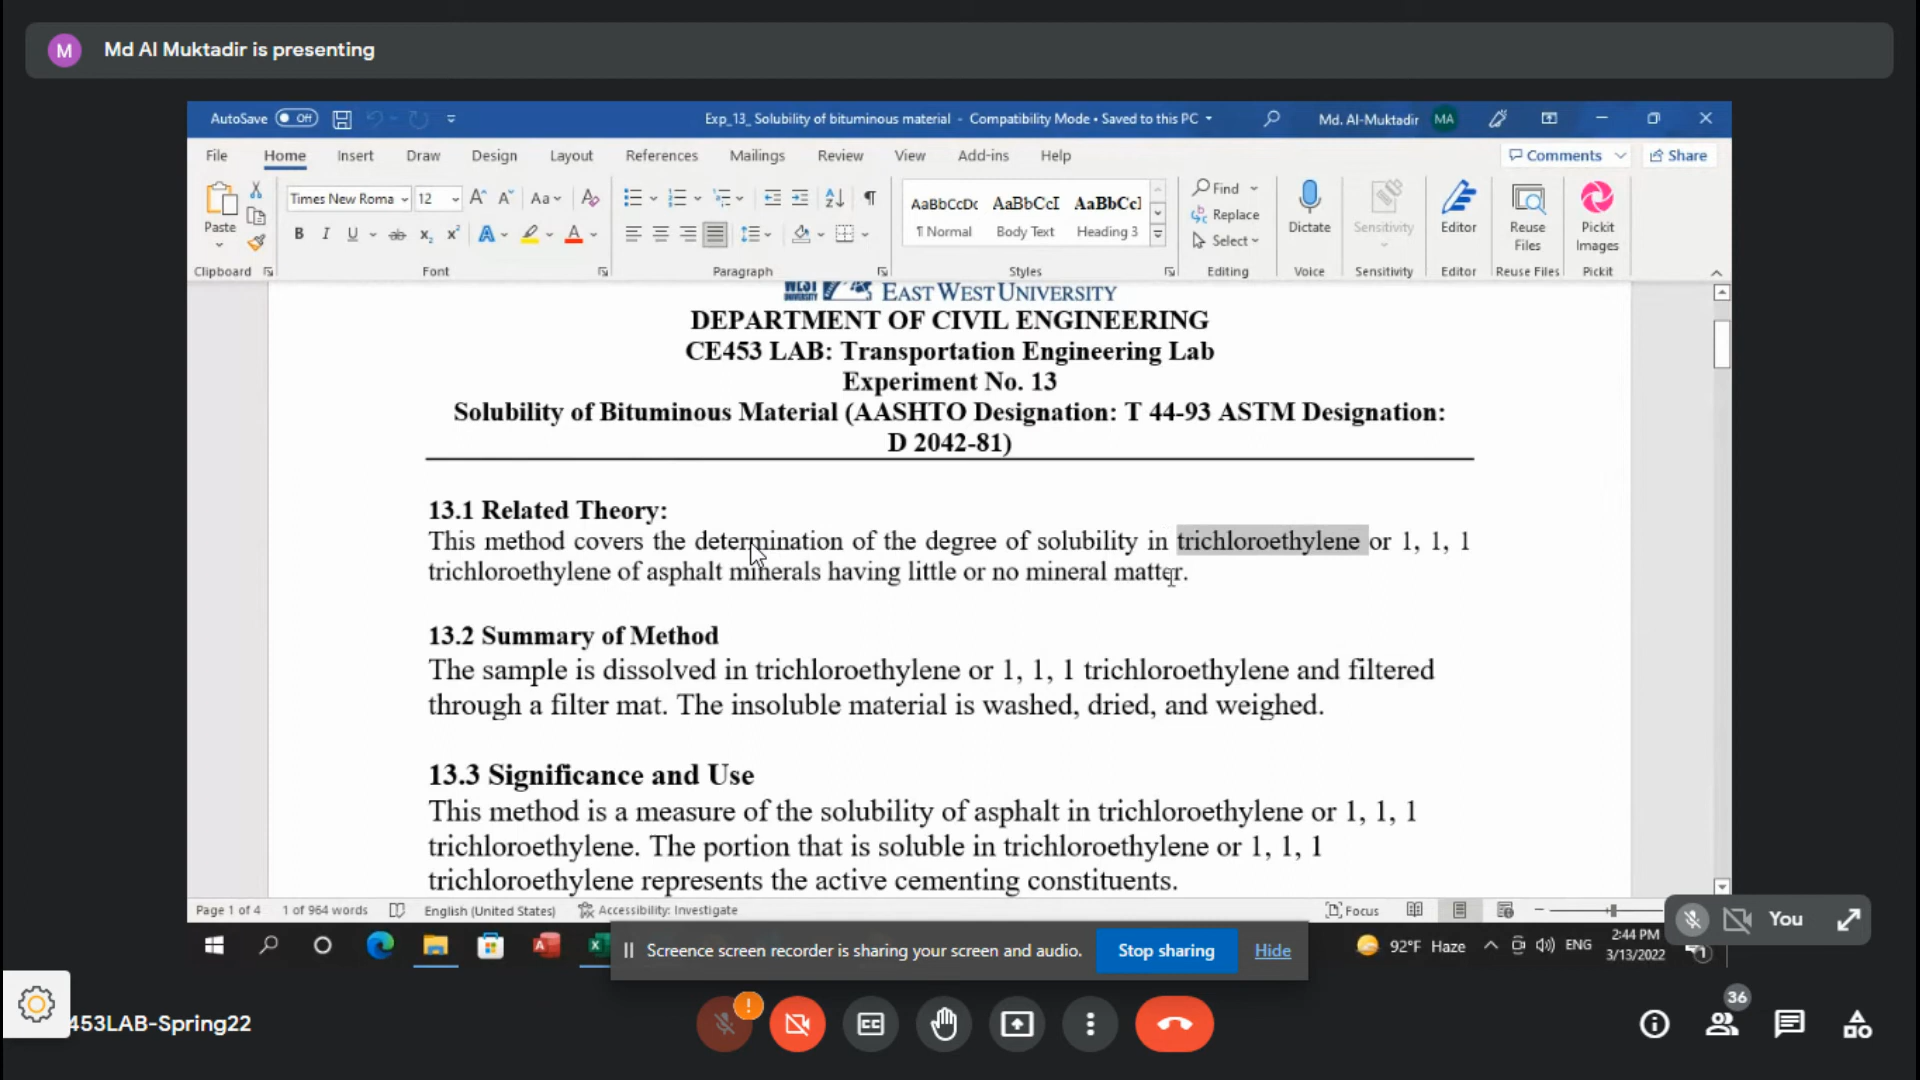 M Md Al Muktadir is presenting
AutoSave Off Exp_13_ Solubility of bituminous material - Compatibility Mode • Saved to this PC Md. Al-Muktadir MA
File Home Insert Draw Design Layout References Mailings Review View Add-ins Help Comments Share
Paste Times New Roma 12 Aa AaBbCcDc AaBbCcI AaBbCcI Find Replace Select Dictate Sensitivity Editor Reuse Files Pickit Images
¶ Normal Body Text Heading 3
Clipboard Font Paragraph Styles Editing Voice Sensitivity Editor Reuse Files Pickit
EAST WEST UNIVERSITY
DEPARTMENT OF CIVIL ENGINEERING
CE453 LAB: Transportation Engineering Lab
Experiment No. 13
Solubility of Bituminous Material (AASHTO Designation: T 44-93 ASTM Designation:
D 2042-81)
13.1 Related Theory:
This method covers the determination of the degree of solubility in trichloroethylene or 1, 1, 1
trichloroethylene of asphalt minerals having little or no mineral matter.
13.2 Summary of Method
The sample is dissolved in trichloroethylene or 1, 1, 1 trichloroethylene and filtered
through a filter mat. The insoluble material is washed, dried, and weighed.
13.3 Significance and Use
This method is a measure of the solubility of asphalt in trichloroethylene or 1, 1, 1
trichloroethylene. The portion that is soluble in trichloroethylene or 1, 1, 1
trichloroethylene represents the active cementing constituents.
Page 1 of 4 1 of 964 words English (United States) Accessibility: Investigate Focus
You
Screence screen recorder is sharing your screen and audio. Stop sharing Hide
92°F Haze ENG 2:44 PM
3/13/2022
453LAB-Spring22
36